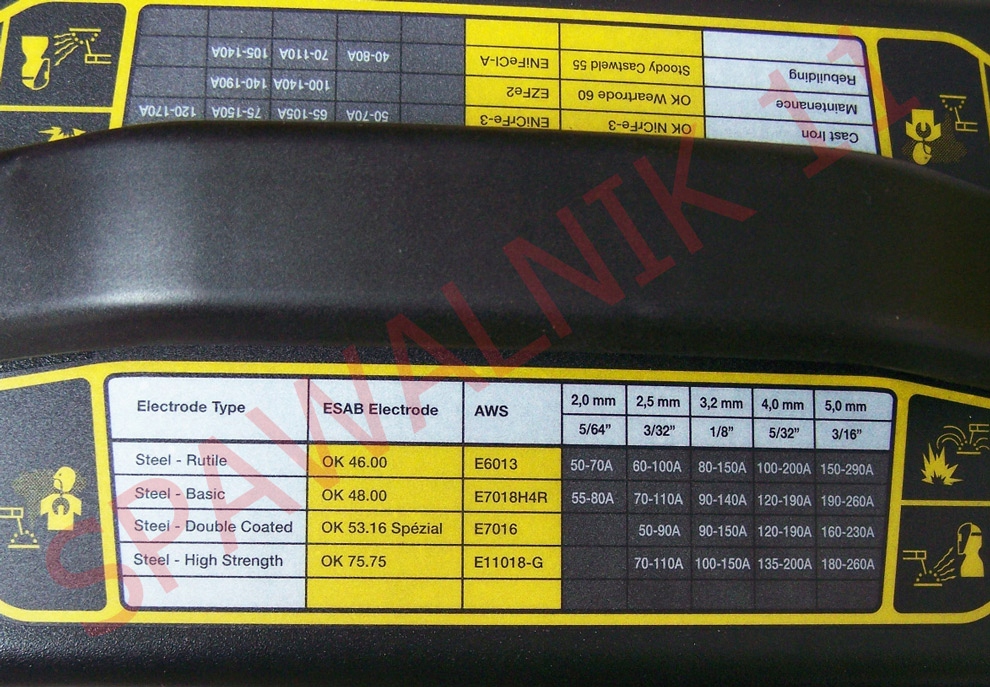 Cast Iron OK NiCrFe-3 ENiCrFe-3 50-70A 65-105A 75-150A 120-170A
Maintenance OK Weartrode 60 EZFe2 100-140A 140-190A
Rebuilding Stoody Castweld 55 ENiFeCl-A 40-80A 70-110A 105-140A
SPAWALNIK 11
Electrode Type ESAB Electrode AWS 2,0 mm 2,5 mm 3,2 mm 4,0 mm 5,0 mm
5/64” 3/32” 1/8” 5/32” 3/16”
Steel - Rutile OK 46.00 E6013 50-70A 60-100A 80-150A 100-200A 150-290A
Steel - Basic OK 48.00 E7018H4R 55-80A 70-110A 90-140A 120-190A 190-260A
Steel - Double Coated OK 53.16 Spézial E7016 50-90A 90-150A 120-190A 160-230A
Steel - High Strength OK 75.75 E11018-G 70-110A 100-150A 135-200A 180-260A